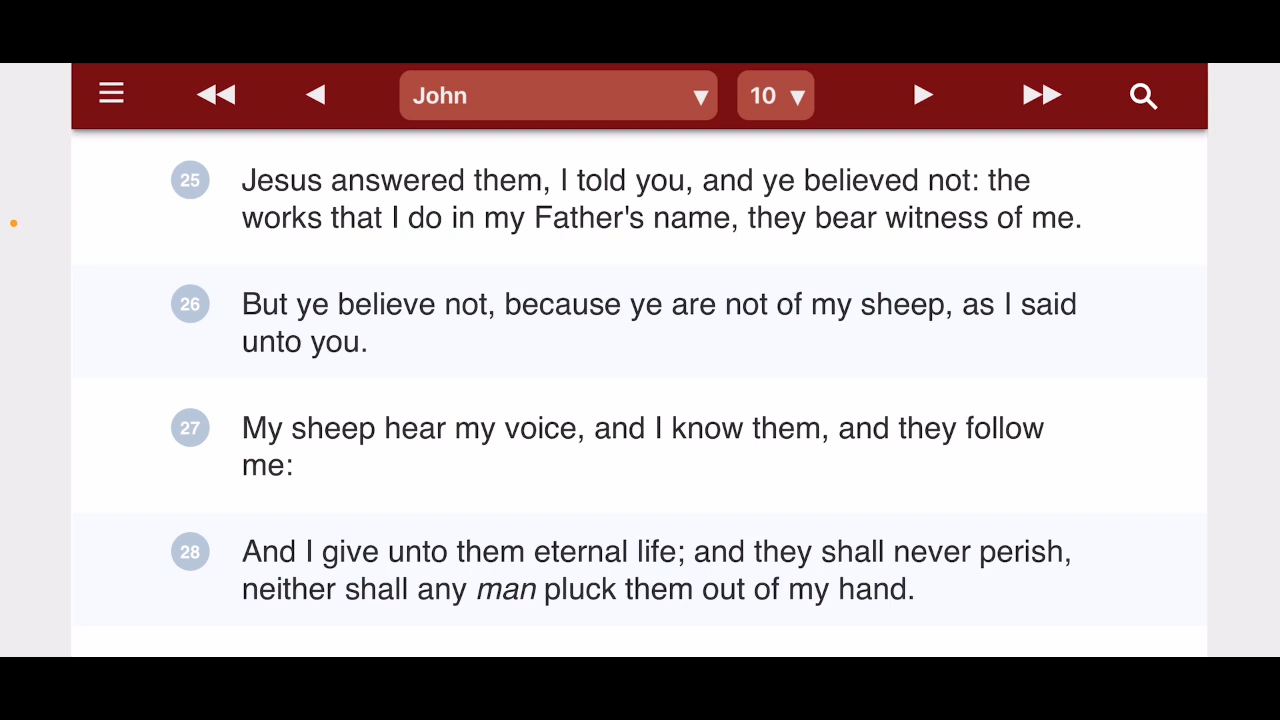 John 10
25 Jesus answered them, I told you, and ye believed not: the
works that I do in my Father's name, they bear witness of me.
26 But ye believe not, because ye are not of my sheep, as I said
unto you.
27 My sheep hear my voice, and I know them, and they follow
me:
28 And I give unto them eternal life; and they shall never perish,
neither shall any man pluck them out of my hand.